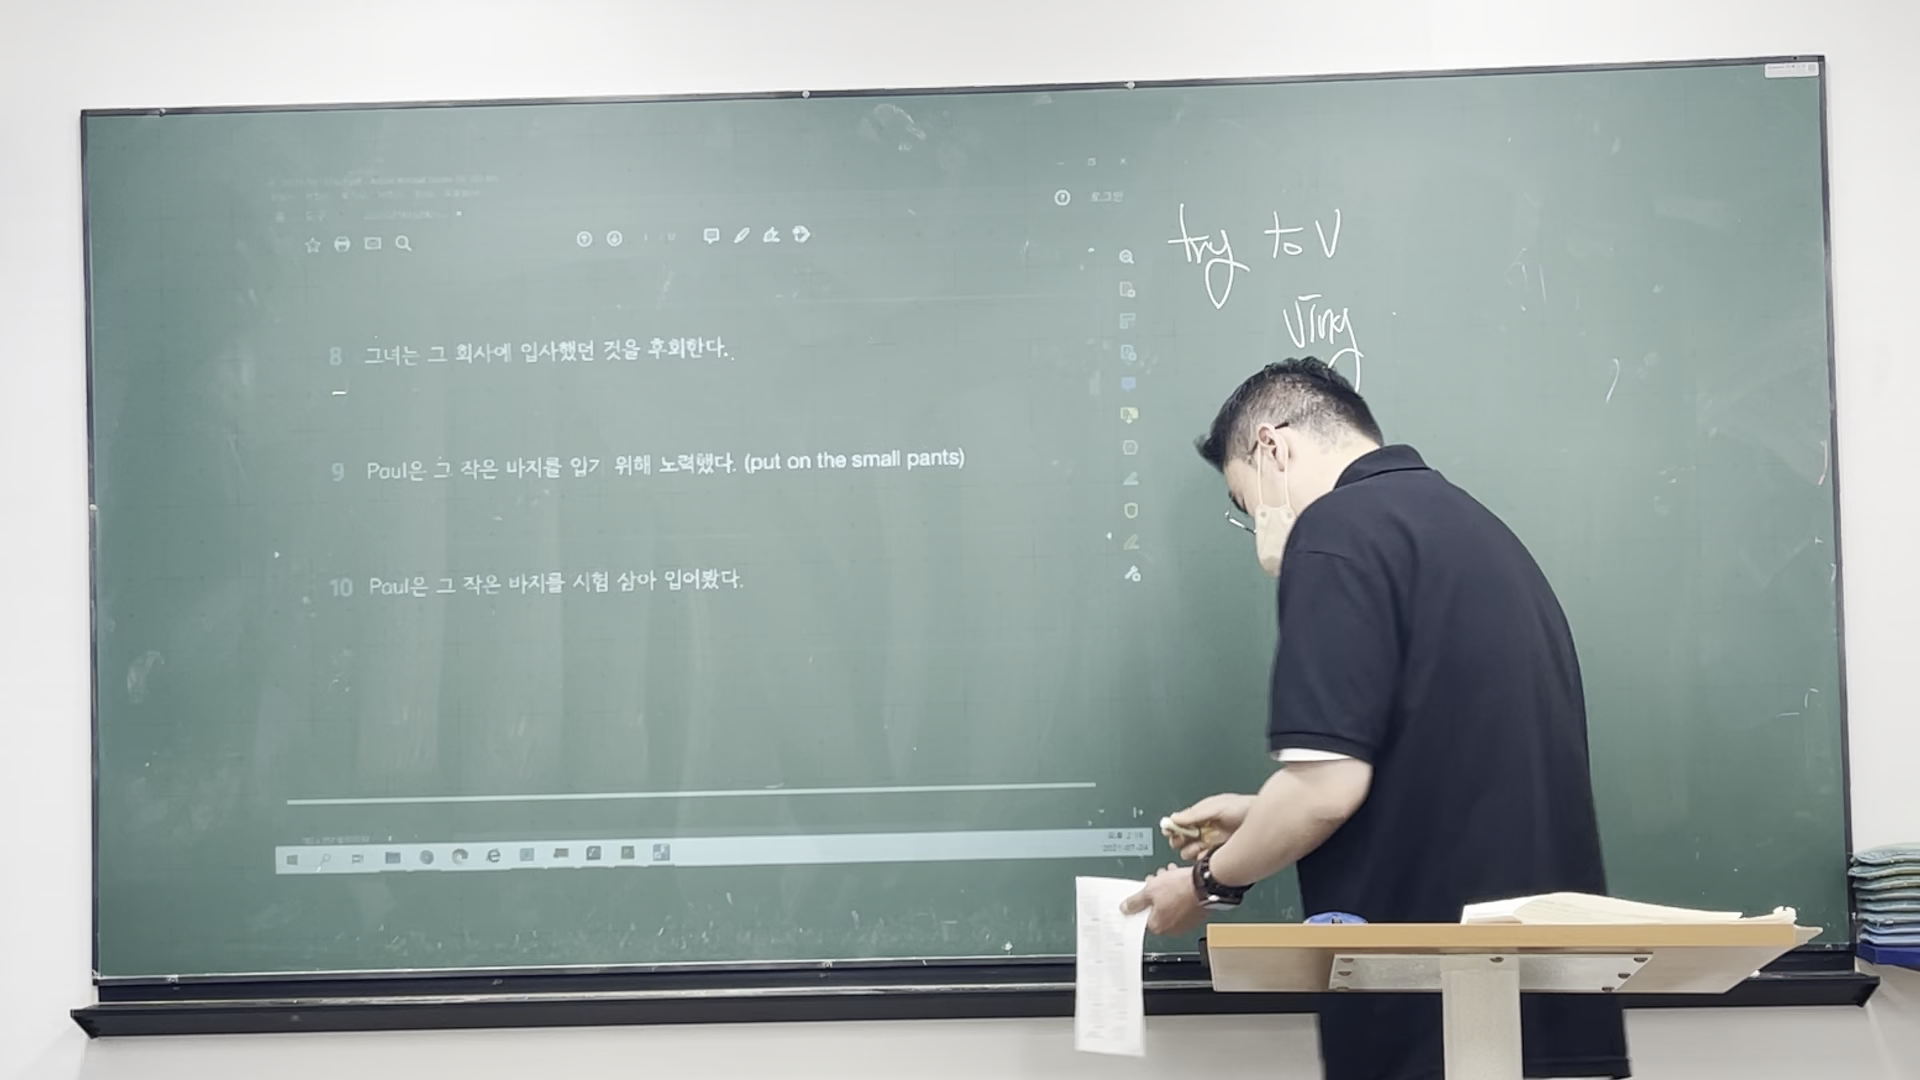 로그인
try to V
Ving
8 그녀는 그 회사에 입사했던 것을 후회한다.
9 Paul은 그 작은 바지를 입기 위해 노력했다. (put on the small pants)
10 Paul은 그 작은 바지를 시험 삼아 입어봤다.
2021-07-24